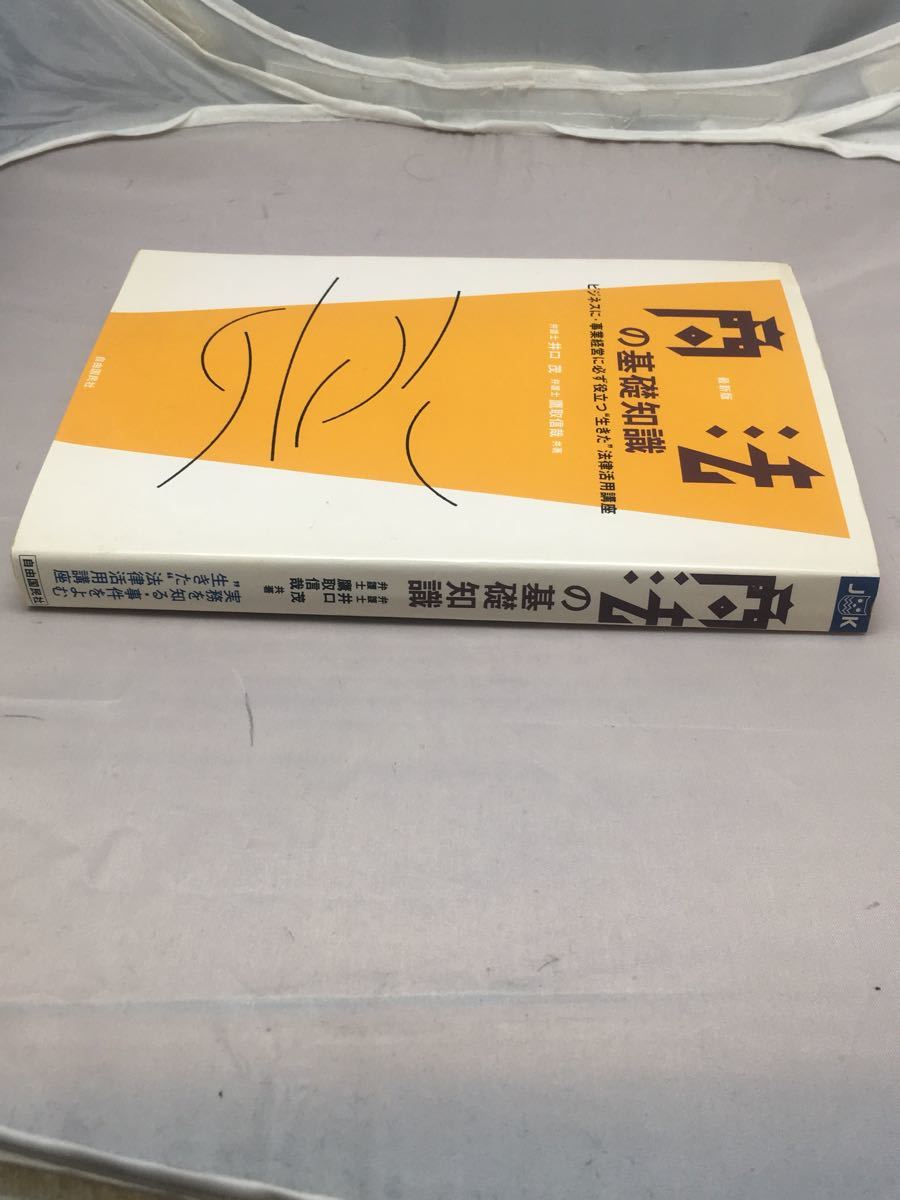 最新版
商法
の基礎知識
ビジネスに・事業経営に必ず役立つ“生きた”法律活用講座
弁護士 井口 茂 弁護士 鷹取信哉 共著
自由国民社
JK
商法
の基礎知識
弁護士 井口 茂
弁護士 鷹取信哉
共著
実務を知る・事件をよむ
“生きた”法律活用講座
自由国民社